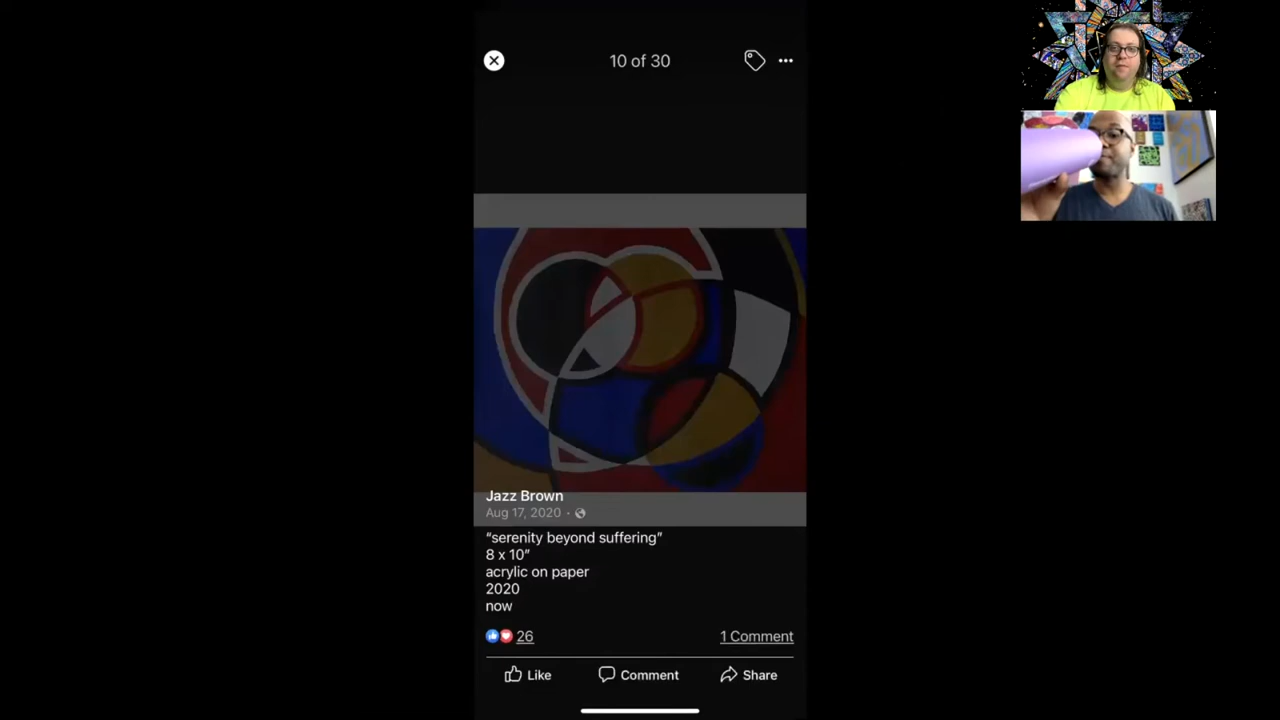 10 of 30
Jazz Brown
Aug 17, 2020 ·
“serenity beyond suffering”
8 x 10”
acrylic on paper
2020
now
26 1 Comment
Like Comment Share